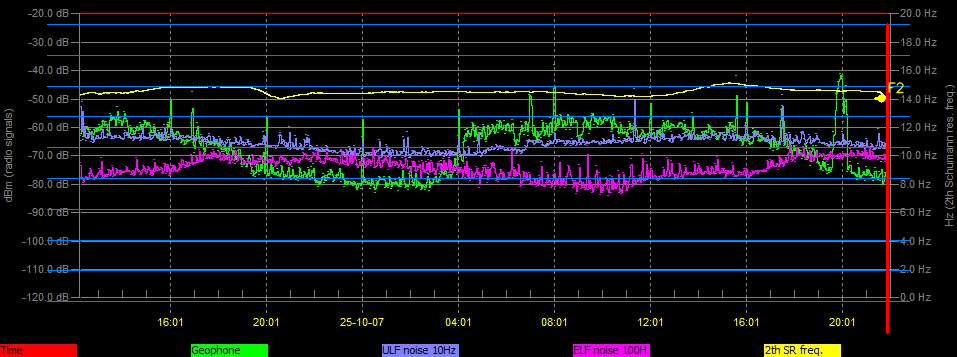 -20.0 dB 20.0 Hz
-30.0 dB 18.0 Hz
-40.0 dB 16.0 Hz
F2
-50.0 dB 14.0 Hz
-60.0 dB 12.0 Hz
-70.0 dB 10.0 Hz
-80.0 dB 8.0 Hz
-90.0 dB 6.0 Hz
-100.0 dB 4.0 Hz
-110.0 dB 2.0 Hz
-120.0 dB 0.0 Hz
dBm (radio signals)
Hz (2th Schumann res. freq.)
16:01 20:01 25-10-07 04:01 08:01 12:01 16:01 20:01
Time Geophone ULF noise 10Hz ELF noise 100H 2th SR freq.